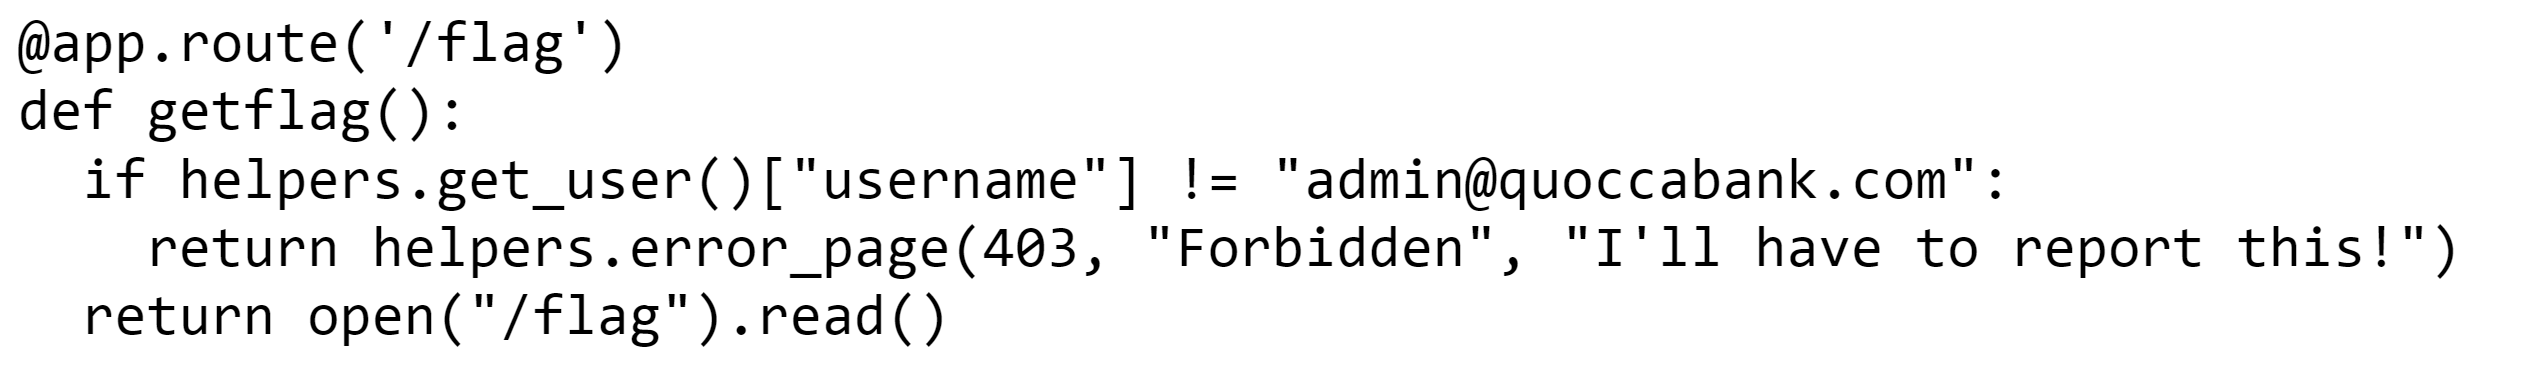 @app.route('/flag')
def getflag():
  if helpers.get_user()["username"] != "admin@quoccabank.com":
    return helpers.error_page(403, "Forbidden", "I'll have to report this!")
  return open("/flag").read()